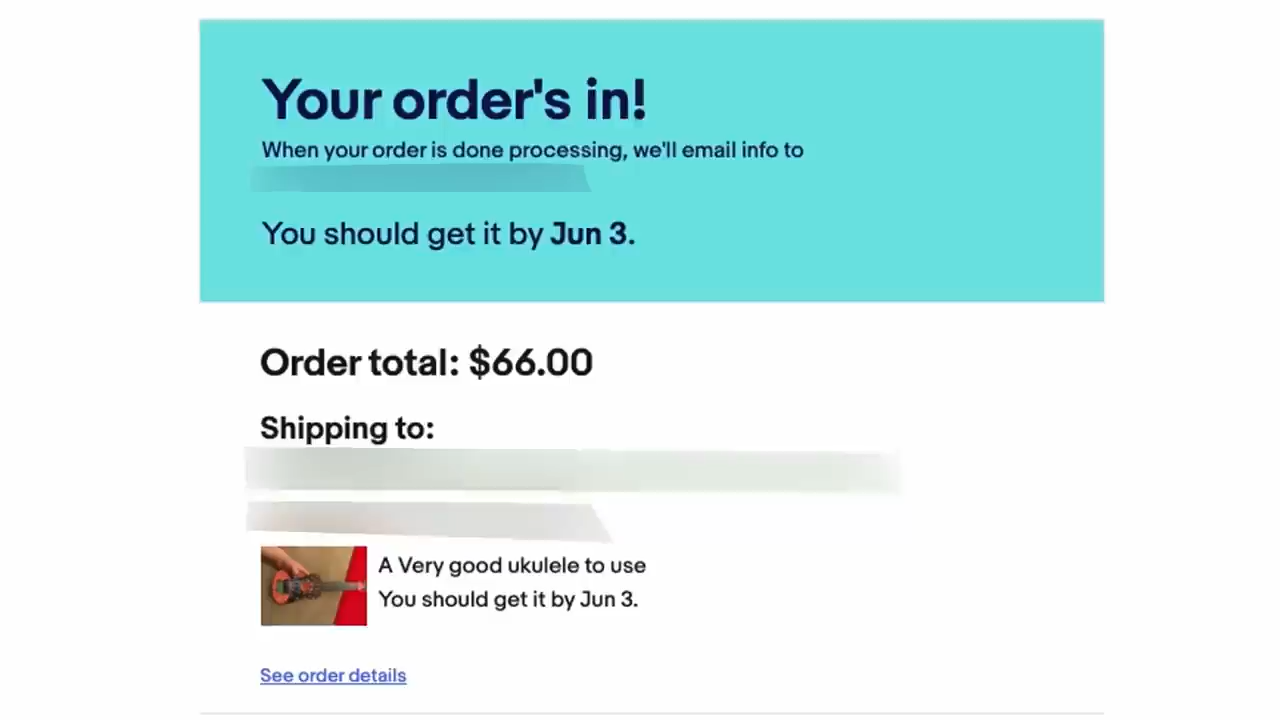 Your order's in!
When your order is done processing, we'll email info to
You should get it by Jun 3.
Order total: $66.00
Shipping to:
A Very good ukulele to use
You should get it by Jun 3.
See order details